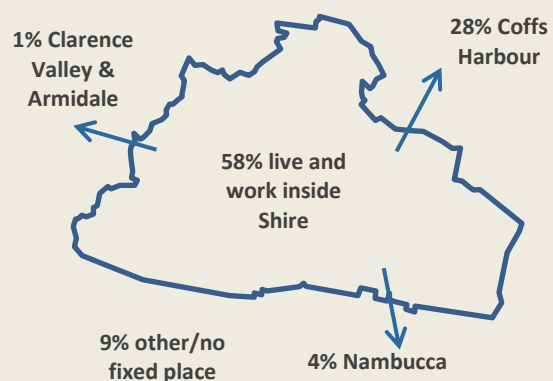 1% Clarence
Valley &
Armidale
28% Coffs
Harbour
58% live and
work inside
Shire
9% other/no
fixed place
4% Nambucca